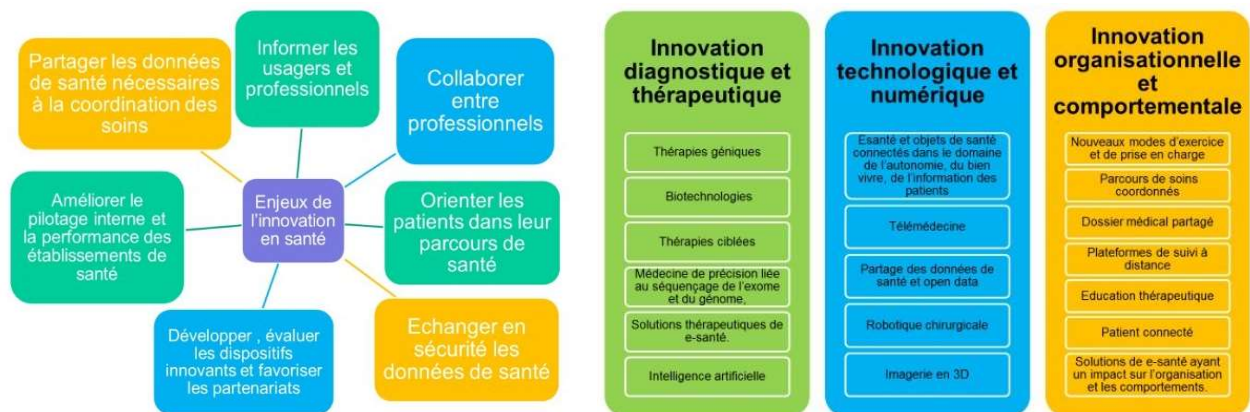 Partager les données
de santé nécessaires
à la coordination des
soins
Informer les
usagers et
professionnels
Collaborer
entre
professionnels
Améliorer le
pilotage interne et
la performance des
établissements de
santé
Enjeux de
l'innovation
en santé
Orienter les
patients dans leur
parcours de
santé
Développer , évaluer
les dispositifs
innovants et favoriser
les partenariats
Echanger en
sécurité les
données de santé
Innovation
diagnostique et
thérapeutique
Thérapies géniques
Biotechnologies
Thérapies ciblées
Médecine de précision liée
au séquençage de l'exome
et du génome,
Solutions thérapeutiques de
e-santé.
Intelligence artificielle
Innovation
technologique et
numérique
Esanté et objets de santé
connectés dans le domaine
de l'autonomie, du bien
vivre, de l'information des
patients
Télémédecine
Partage des données de
santé et open data
Robotique chirurgicale
Imagerie en 3D
Innovation
organisationnelle
et
comportementale
Nouveaux modes d'exercice
et de prise en charge
Parcours de soins
coordonnés
Dossier médical partagé
Plateformes de suivi à
distance
Education thérapeutique
Patient connecté
Solutions de e-santé ayant
un impact sur l'organisation
et les comportements.